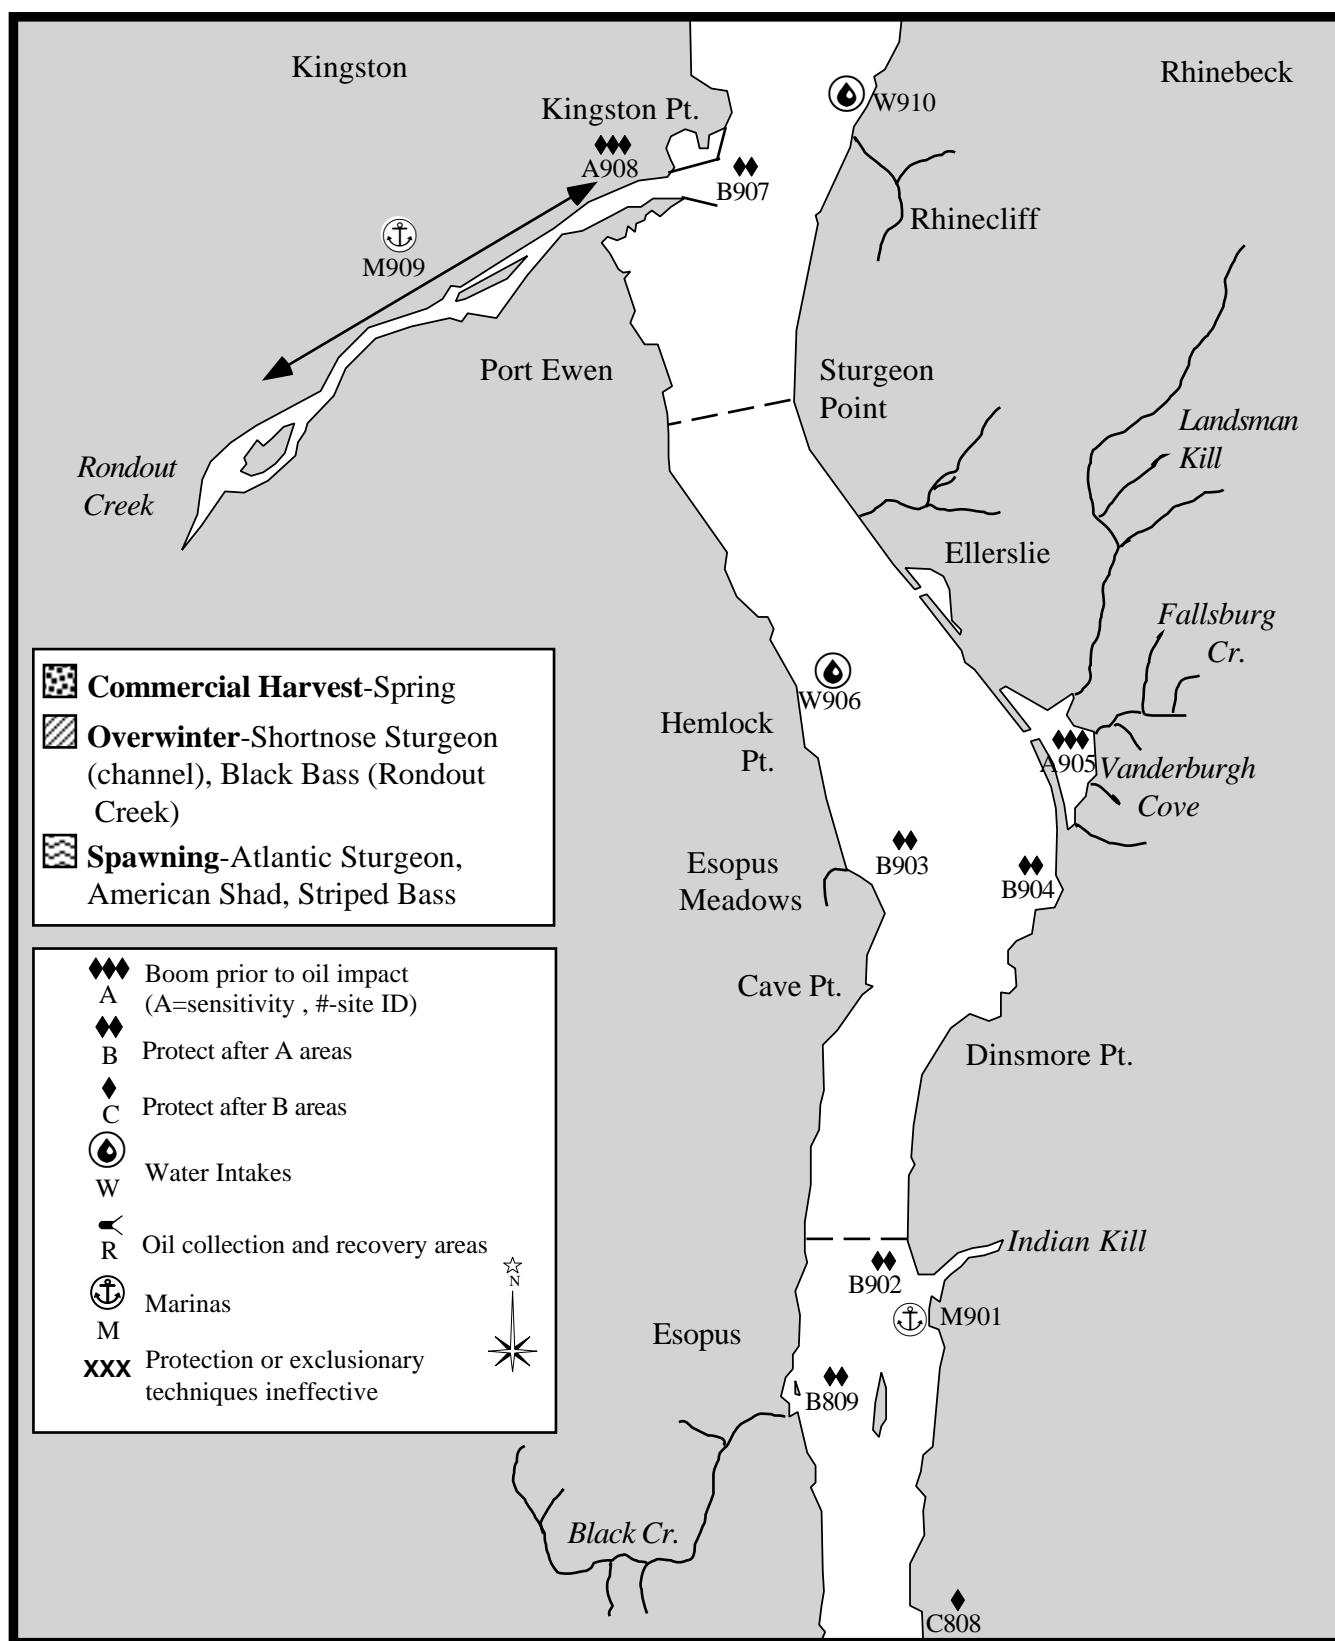 Kingston
Rhinebeck
Kingston Pt.
W910
A908
B907
Rhinecliff
M909
Port Ewen
Sturgeon
Point
Landsman
Kill
Rondout
Creek
Ellerslie
Fallsburg
Cr.
W906
Hemlock
Pt.
A905
Vanderburgh
Cove
B903
Esopus
Meadows
B904
Cave Pt.
Dinsmore Pt.
Indian Kill
B902
M901
Esopus
B809
Black Cr.
C808
Commercial Harvest-Spring
Overwinter-Shortnose Sturgeon
(channel), Black Bass (Rondout
Creek)
Spawning-Atlantic Sturgeon,
American Shad, Striped Bass
A
Boom prior to oil impact
(A=sensitivity , #-site ID)
B
Protect after A areas
C
Protect after B areas
W
Water Intakes
R
Oil collection and recovery areas
M
Marinas
XXX
Protection or exclusionary
techniques ineffective
N